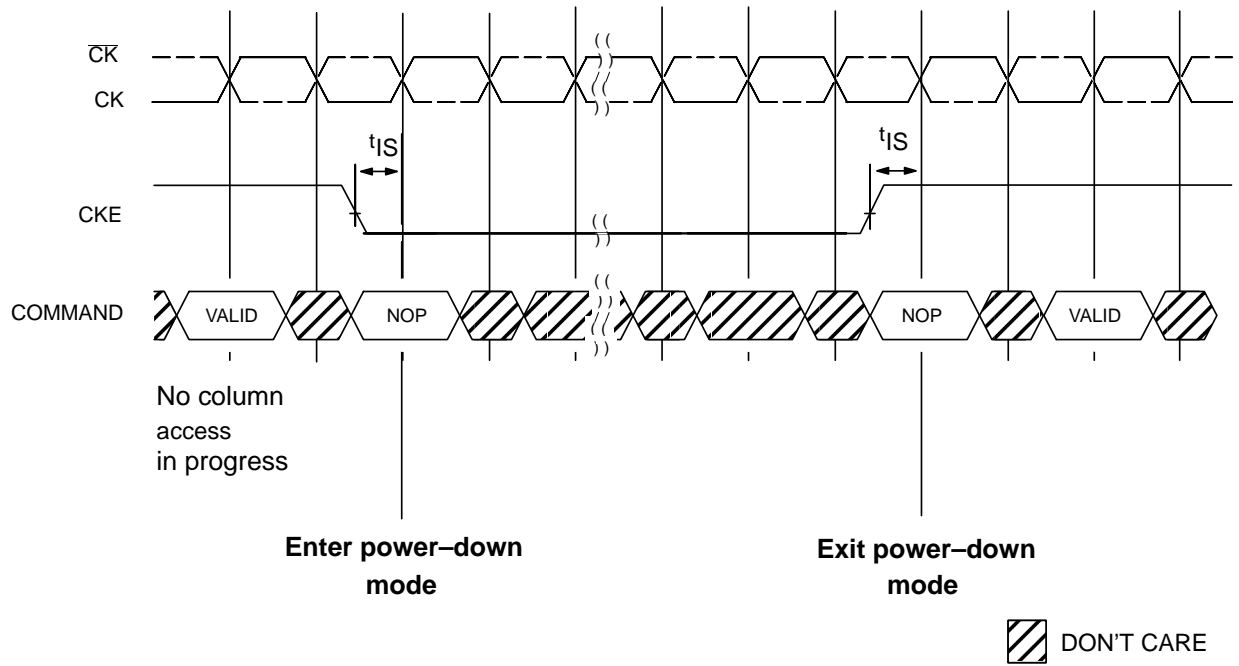 C̅K̅
CK
tIS
tIS
CKE
COMMAND
VALID
NOP
NOP
VALID
No column
access
in progress
Enter power–down
mode
Exit power–down
mode
DON'T CARE